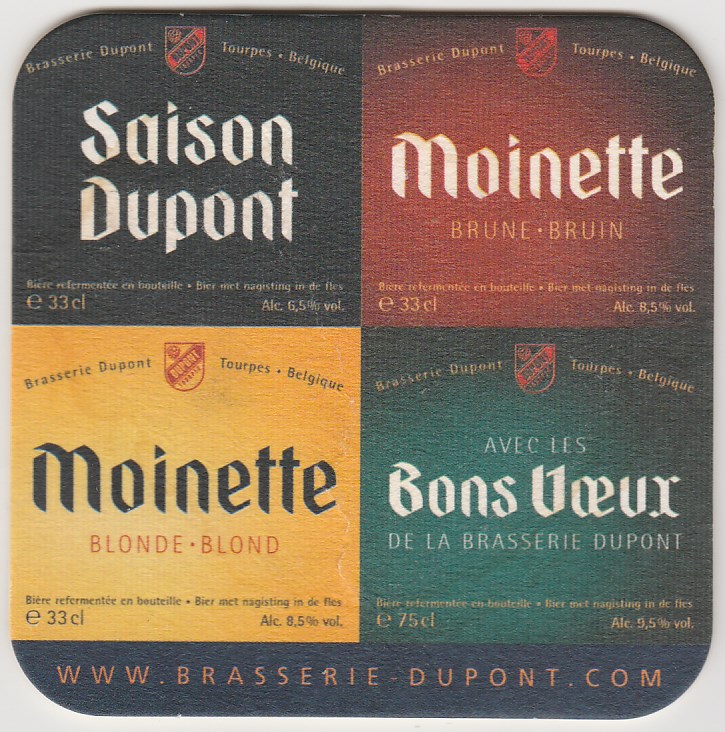 Brasserie Dupont
DUPONT
Tourpes • Belgique
Saison
Dupont
Bière refermentée en bouteille • Bier met nagisting in de fles
℮ 33 cl
Alc. 6,5% vol.
Brasserie Dupont
Tourpes • Belgique
Moinette
BRUNE • BRUIN
Bière refermentée en bouteille • Bier met nagisting in de fles
℮ 33 cl
Alc. 8,5% vol.
Brasserie Dupont
DUPONT
TOURPES
Tourpes • Belgique
Moinette
BLONDE • BLOND
Bière refermentée en bouteille • Bier met nagisting in de fles
℮ 33 cl
Alc. 8,5% vol.
Brasserie Dupont
Tourpes • Belgique
AVEC LES
Bons Vœux
DE LA BRASSERIE DUPONT
Bière refermentée en bouteille • Bier met nagisting in de fles
℮ 75 cl
Alc. 9,5% vol.
WWW.BRASSERIE-DUPONT.COM